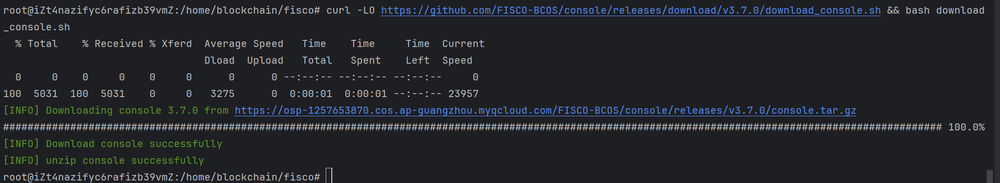 root@iZt4nazifyc6rafizb39vmZ:/home/blockchain/fisco# curl -LO https://github.com/FISCO-BCOS/console/releases/download/v3.7.0/download_console.sh && bash download
_console.sh
  % Total    % Received % Xferd  Average Speed   Time    Time     Time  Current
                                 Dload  Upload   Total   Spent    Left  Speed
  0     0    0     0    0     0      0      0 --:--:-- --:--:-- --:--:--     0
100  5031  100  5031    0     0   3275      0  0:00:01  0:00:01 --:--:-- 23957
[INFO] Downloading console 3.7.0 from https://osp-1257653870.cos.ap-guangzhou.myqcloud.com/FISCO-BCOS/console/releases/v3.7.0/console.tar.gz
########################################################################################################################################################## 100.0%
[INFO] Download console successfully
[INFO] unzip console successfully
root@iZt4nazifyc6rafizb39vmZ:/home/blockchain/fisco#